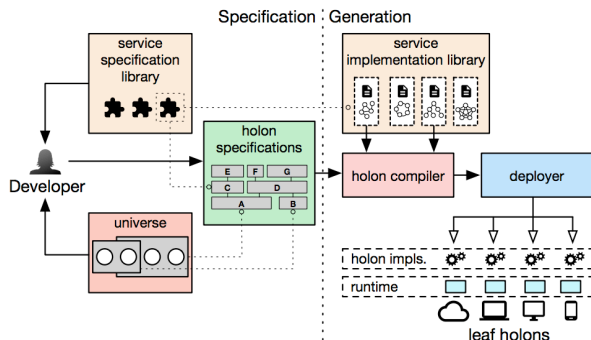 Specification
Generation
service
specification
library
service
implementation library
holon
specifications
E
F
G
C
D
A
B
Developer
holon compiler
deployer
universe
holon impls.
runtime
leaf holons